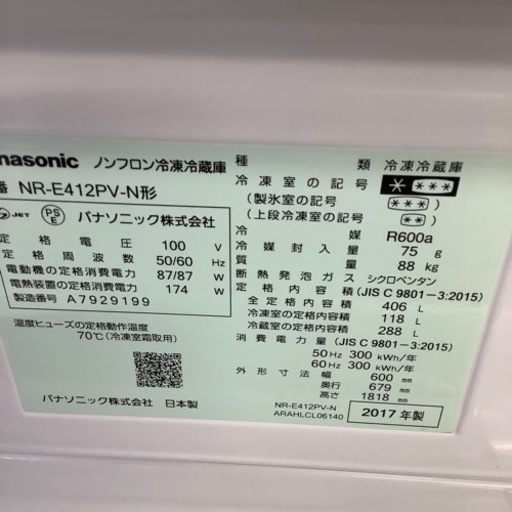 nasonic ノンフロン冷凍冷蔵庫
番 NR-E412PV-N形
JET PSE パナソニック株式会社
定格電圧 100 V
定格周波数 50/60 Hz
電動機の定格消費電力 87/87 W
電熱装置の定格消費電力 174 W
製造番号 A7929199
温度ヒューズの定格動作温度
70℃(冷凍室霜取用)
パナソニック株式会社 日本製
種類 冷凍冷蔵庫
冷凍室の記号 * ***
(製氷室の記号) (***)
(上段冷凍室の記号) (**)
冷媒 R600a
冷媒封入量 75 g
質量 88 kg
断熱発泡ガス シクロペンタン
定格内容積 (JIS C 9801-3:2015)
全定格内容積 406 L
冷凍室の定格内容積 118 L
冷蔵室の定格内容積 288 L
消費電力量 (JIS C 9801-3:2015)
50Hz 300 kWh/年
60Hz 300 kWh/年
外形寸法 幅 600 mm
奥行 679 mm
高さ 1818 mm
NR-E412PV-N
ARAHLCL06140
2017年製